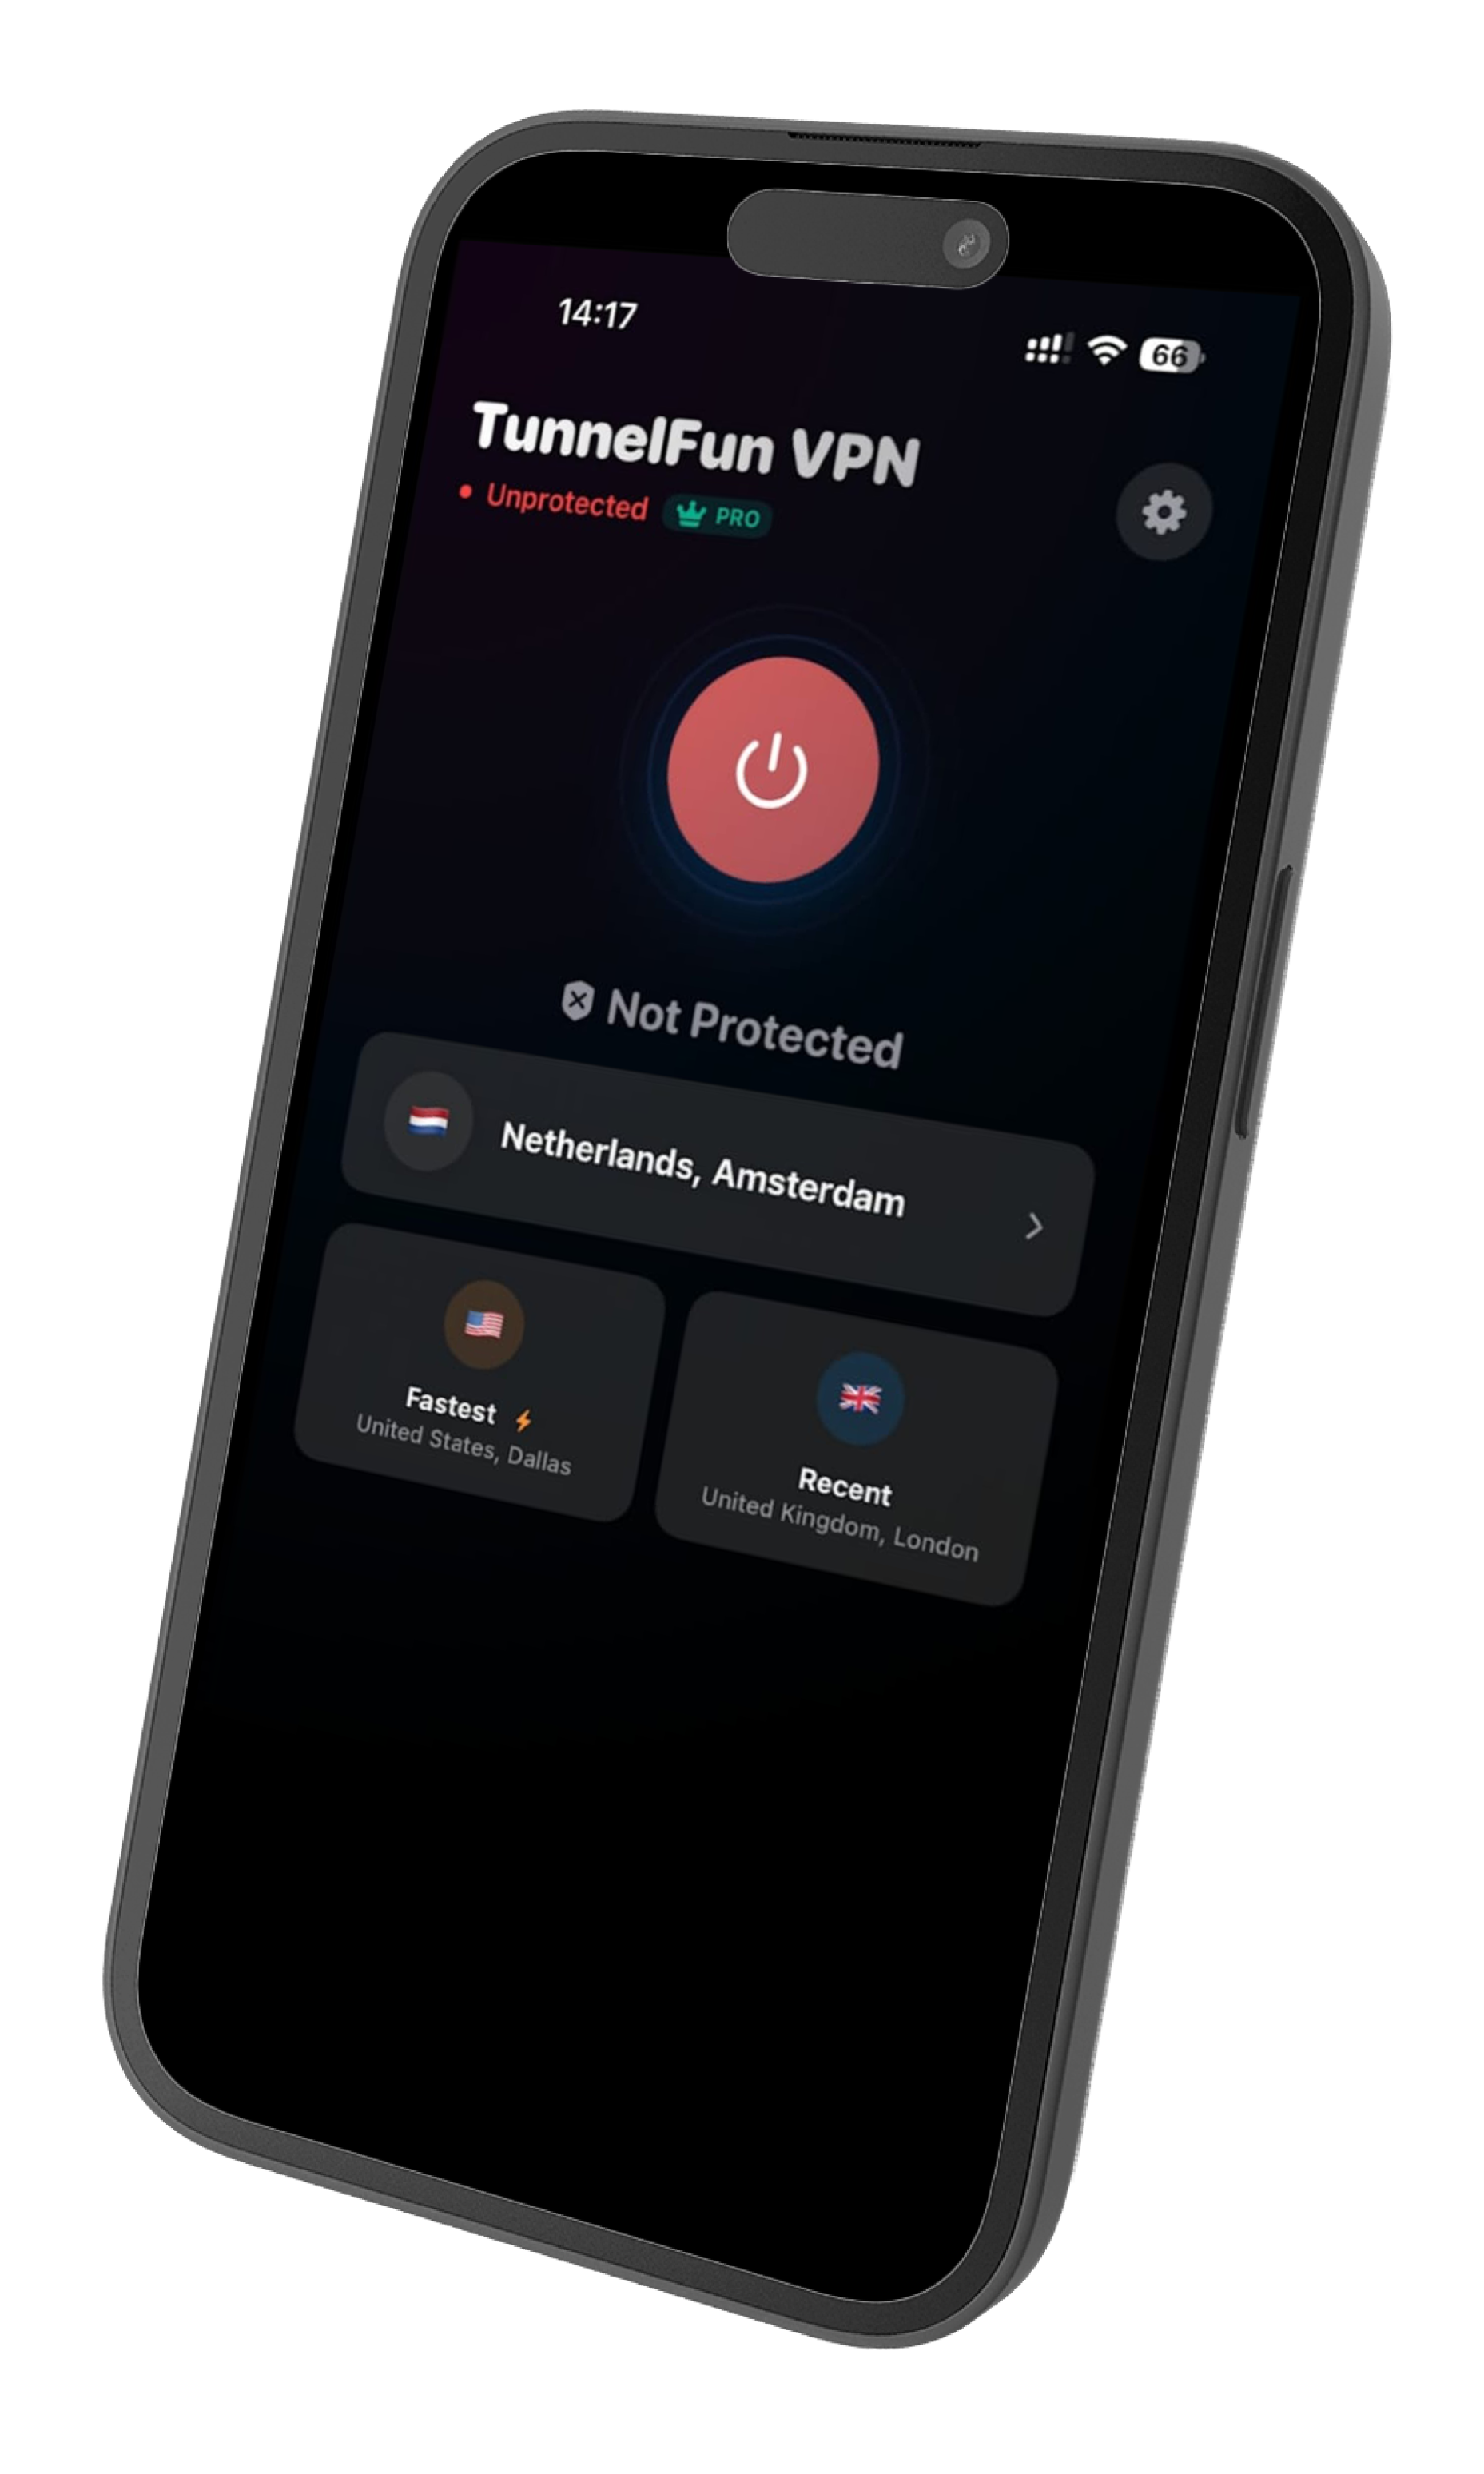 14:17
66
TunnelFun VPN
Unprotected PRO
Not Protected
Netherlands, Amsterdam
Fastest
United States, Dallas
Recent
United Kingdom, London